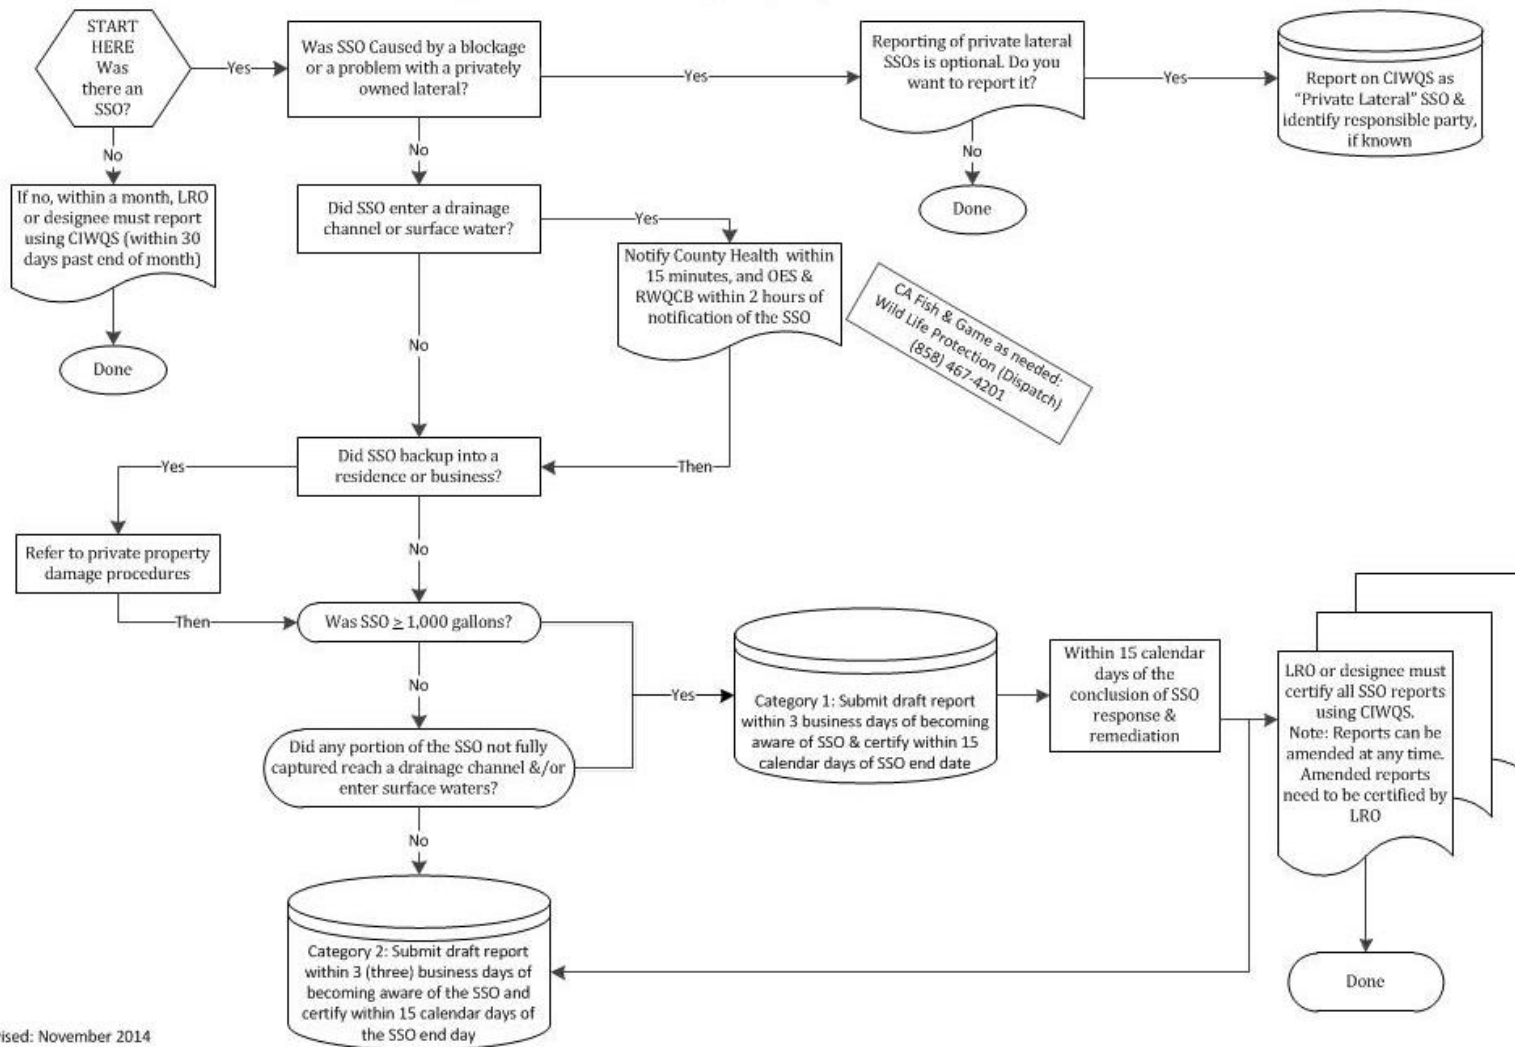 START
HERE
Was
there an
SSO?
Yes
Was SSO Caused by a blockage
or a problem with a privately
owned lateral?
Yes
Reporting of private lateral
SSOs is optional. Do you
want to report it?
Yes
Report on CIWQS as
“Private Lateral” SSO &
identify responsible party,
if known
No
No
No
If no, within a month, LRO
or designee must report
using CIWQS (within 30
days past end of month)
Did SSO enter a drainage
channel or surface water?
Yes
Done
Notify County Health within
15 minutes, and OES &
RWQCB within 2 hours of
notification of the SSO
CA Fish & Game as needed:
Wild Life Protection (Dispatch)
(858) 467-4201
No
Done
Did SSO backup into a
residence or business?
Yes
Then
No
Refer to private property
damage procedures
Then
Was SSO ≥ 1,000 gallons?
No
Yes
Category 1: Submit draft report
within 3 business days of becoming
aware of SSO & certify within 15
calendar days of SSO end date
Within 15 calendar
days of the
conclusion of SSO
response &
remediation
LRO or designee must
certify all SSO reports
using CIWQS.
Note: Reports can be
amended at any time.
Amended reports
need to be certified by
LRO
Did any portion of the SSO not fully
captured reach a drainage channel &/or
enter surface waters?
No
Category 2: Submit draft report
within 3 (three) business days of
becoming aware of the SSO and
certify within 15 calendar days of
the SSO end day
Done
ised: November 2014